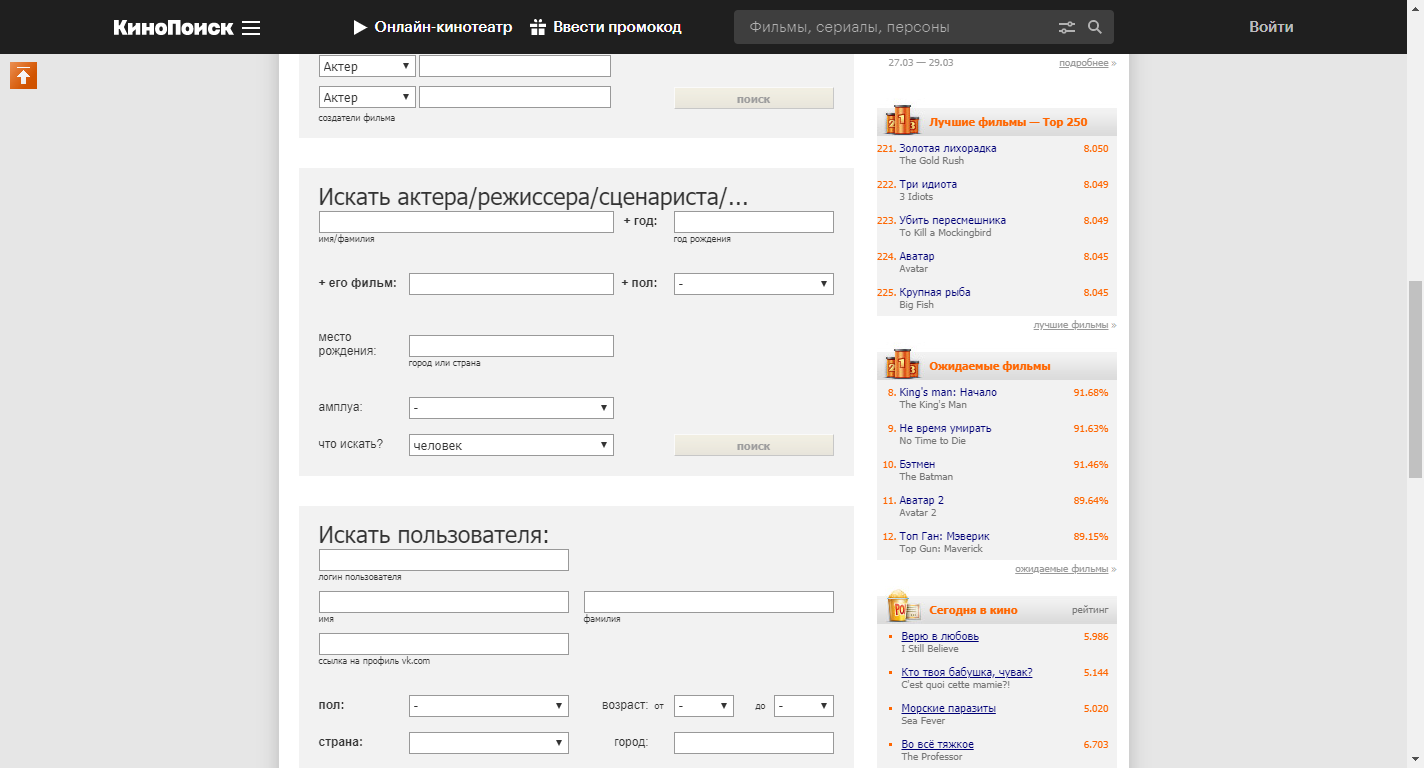 КиноПоиск
Онлайн-кинотеатр
Ввести промокод
Фильмы, сериалы, персоны
Войти
Актер
Актер
поиск
создатели фильма
Искать актера/режиссера/сценариста/...
+ год:
имя/фамилия
год рождения
+ его фильм:
+ пол:
-
место
рождения:
город или страна
амплуа:
-
что искать?
человек
поиск
Искать пользователя:
логин пользователя
имя
фамилия
ссылка на профиль vk.com
пол:
-
возраст: от
-
до
-
страна:
город:
27.03 — 29.03
подробнее »
Лучшие фильмы — Top 250
221. Золотая лихорадка 8.050
The Gold Rush
222. Три идиота 8.049
3 Idiots
223. Убить пересмешника 8.049
To Kill a Mockingbird
224. Аватар 8.045
Avatar
225. Крупная рыба 8.045
Big Fish
лучшие фильмы »
Ожидаемые фильмы
8. King's man: Начало 91.68%
The King's Man
9. Не время умирать 91.63%
No Time to Die
10. Бэтмен 91.46%
The Batman
11. Аватар 2 89.64%
Avatar 2
12. Топ Ган: Мэверик 89.15%
Top Gun: Maverick
ожидаемые фильмы »
Сегодня в кино рейтинг
Верю в любовь 5.986
I Still Believe
Кто твоя бабушка, чувак? 5.144
C'est quoi cette mamie?!
Морские паразиты 5.020
Sea Fever
Во всё тяжкое 6.703
The Professor